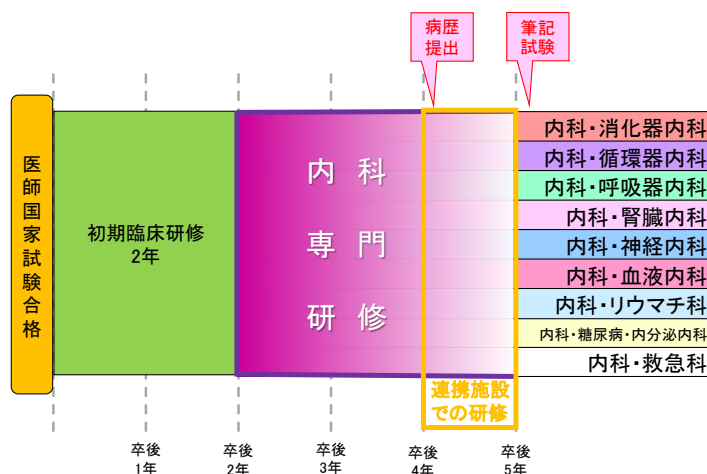 病歴
提出
筆記
試験
医師国家試験合格
初期臨床研修
2年
内科
専門
研修
内科・消化器内科
内科・循環器内科
内科・呼吸器内科
内科・腎臓内科
内科・神経内科
内科・血液内科
内科・リウマチ科
内科・糖尿病・内分泌内科
内科・救急科
連携施設
での研修
卒後
1年
卒後
2年
卒後
3年
卒後
4年
卒後
5年